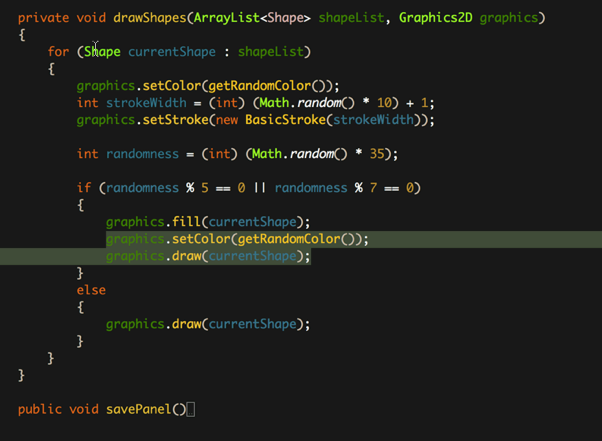 private void drawShapes(ArrayList<Shape> shapeList, Graphics2D graphics)
{
for (Shape currentShape : shapeList)
{
graphics.setColor(getRandomColor());
int strokeWidth = (int) (Math.random() * 10) + 1;
graphics.setStroke(new BasicStroke(strokeWidth));
int randomness = (int) (Math.random() * 35);
if (randomness % 5 == 0 || randomness % 7 == 0)
{
graphics.fill(currentShape);
graphics.setColor(getRandomColor());
graphics.draw(currentShape);
}
else
{
graphics.draw(currentShape);
}
}
}
public void savePanel()